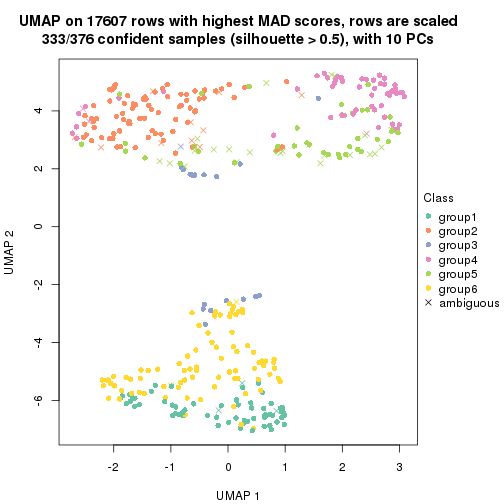 UMAP on 17607 rows with highest MAD scores, rows are scaled
333/376 confident samples (silhouette > 0.5), with 10 PCs
4
2
0
-2
-4
-6
UMAP 2
-2
-1
0
1
2
3
UMAP 1
Class
group1
group2
group3
group4
group5
group6
ambiguous